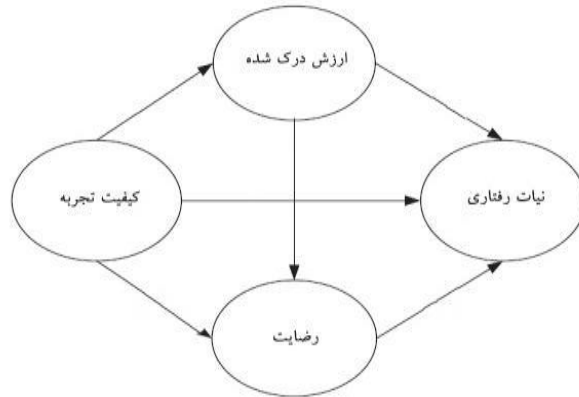 ارزش درک شده
نیات رفتاری
کیفیت تجربه
رضایت